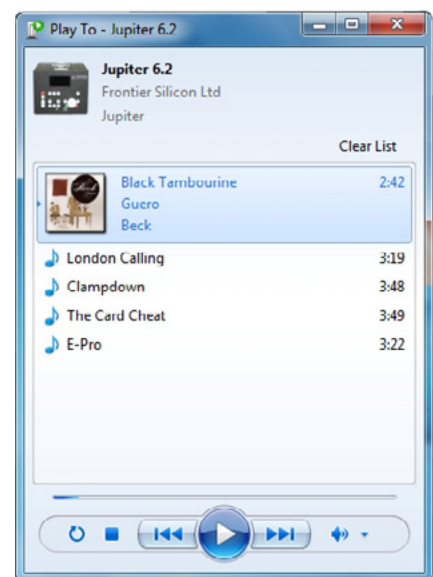 Play To - Jupiter 6.2
Jupiter 6.2
Frontier Silicon Ltd
Jupiter
Clear List
Black Tambourine 2:42
Guero
Beck
London Calling 3:19
Clampdown 3:48
The Card Cheat 3:49
E-Pro 3:22